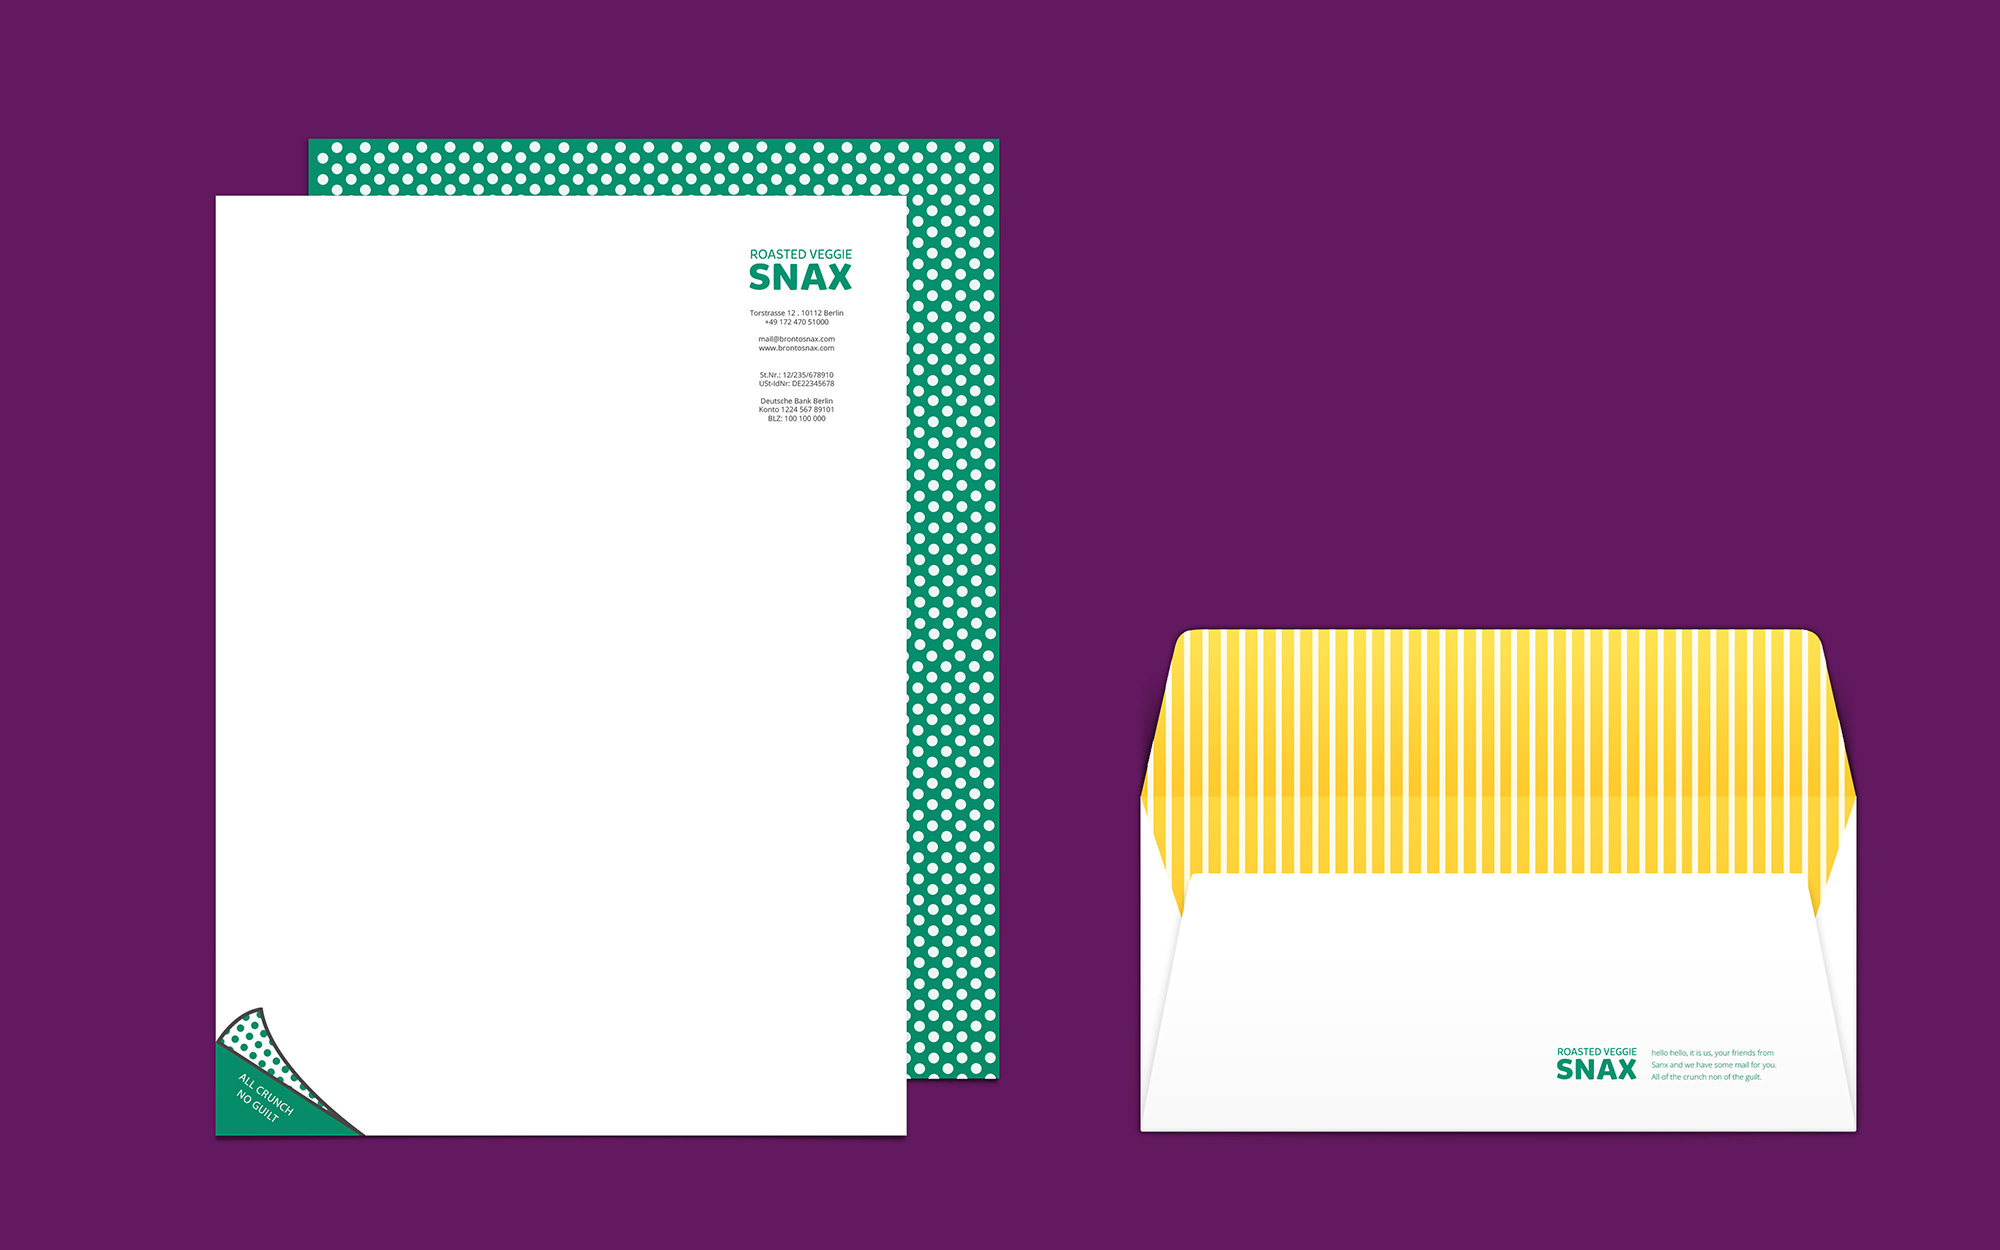 ROASTED VEGGIE
SNAX
Torstrasse 12 . 10112 Berlin
+49 172 470 51000
mail@brontosnax.com
www.brontosnax.com
St.Nr.: 12/235/678910
USt-IdNr: DE22345678
Deutsche Bank Berlin
Konto 1224 567 89101
BLZ: 100 100 000
ALL CRUNCH
NO GUILT
ROASTED VEGGIE
SNAX
hello hello, it is us, your friends from
Sanx and we have some mail for you.
All of the crunch non of the guilt.